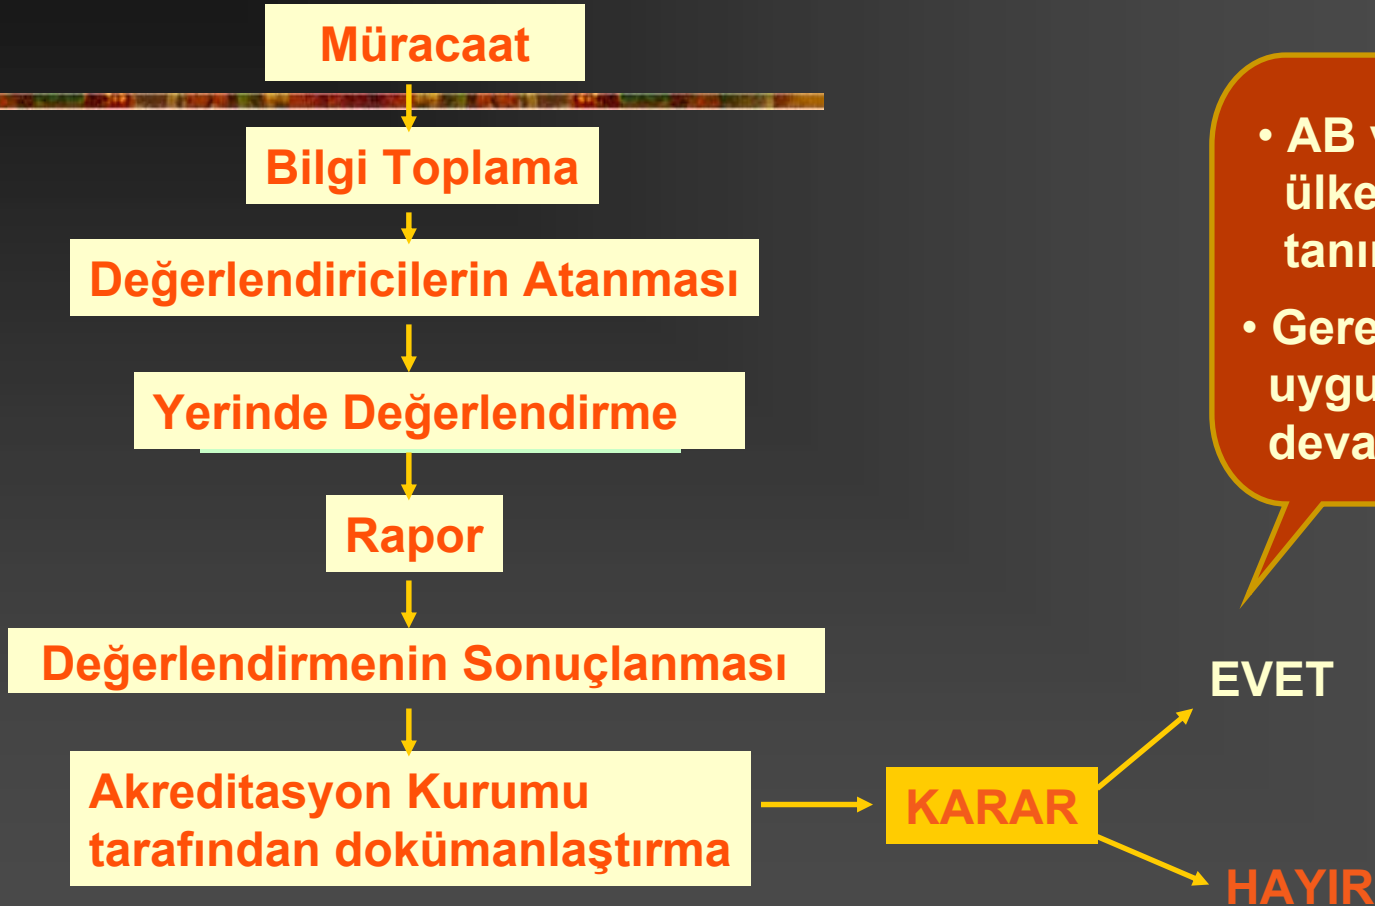 Müracaat
Bilgi Toplama
Değerlendiricilerin Atanması
Yerinde Değerlendirme
Rapor
Değerlendirmenin Sonuçlanması
Akreditasyon Kurumu
tarafından dokümanlaştırma
KARAR
• AB
ülke
tanı
• Gere
uygu
deva
EVET
HAYIR